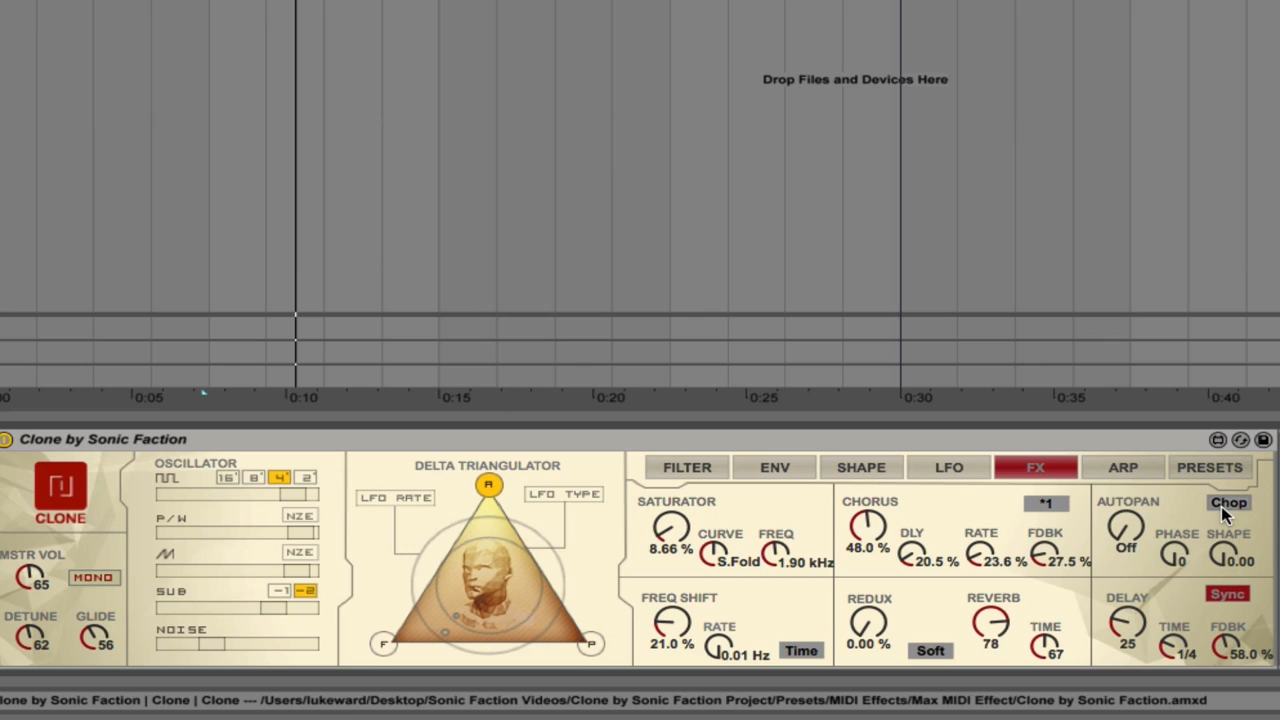 Drop Files and Devices Here
00
0:05
0:10
0:15
0:20
0:25
0:30
0:35
0:40
Clone by Sonic Faction
CLONE
MSTR VOL
65
MONO
DETUNE
62
GLIDE
56
OSCILLATOR
16' 8' 4' 2'
P/W
NZE
NZE
SUB
-1 -2
NOISE
DELTA TRIANGULATOR
LFO RATE
LFO TYPE
A
F
P
FILTER ENV SHAPE LFO FX ARP PRESETS
SATURATOR
8.66 %
CURVE
S.Fold
FREQ
1.90 kHz
CHORUS
*1
48.0 %
DLY
20.5 %
RATE
23.6 %
FDBK
27.5 %
AUTOPAN
Chop
Off
PHASE
0
SHAPE
0.00
FREQ SHIFT
21.0 %
RATE
0.01 Hz
Time
REDUX
0.00 %
Soft
REVERB
78
TIME
67
DELAY
Sync
25
TIME
1/4
FDBK
58.0 %
lone by Sonic Faction | Clone | Clone --- /Users/lukeward/Desktop/Sonic Faction Videos/Clone by Sonic Faction Project/Presets/MIDI Effects/Max MIDI Effect/Clone by Sonic Faction.amxd